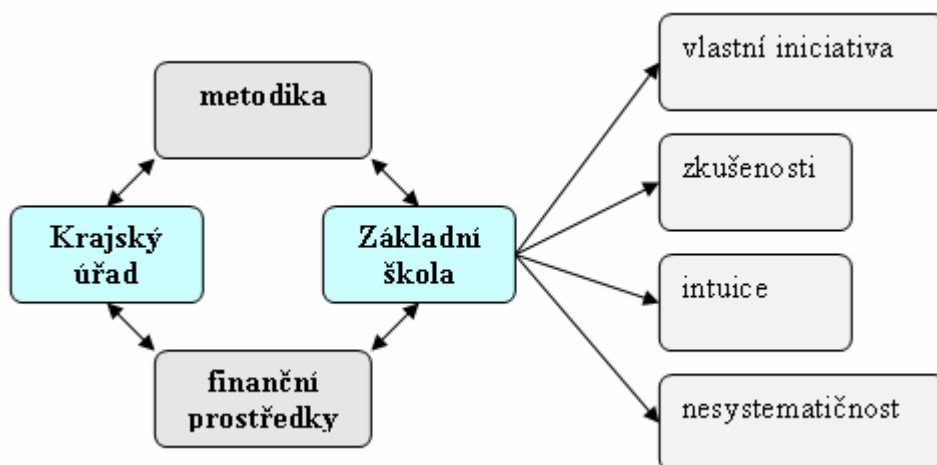 metodika
Krajský
úřad
Základní
škola
finanční
prostředky
vlastní iniciativa
zkušenosti
intuice
nesystematičnost